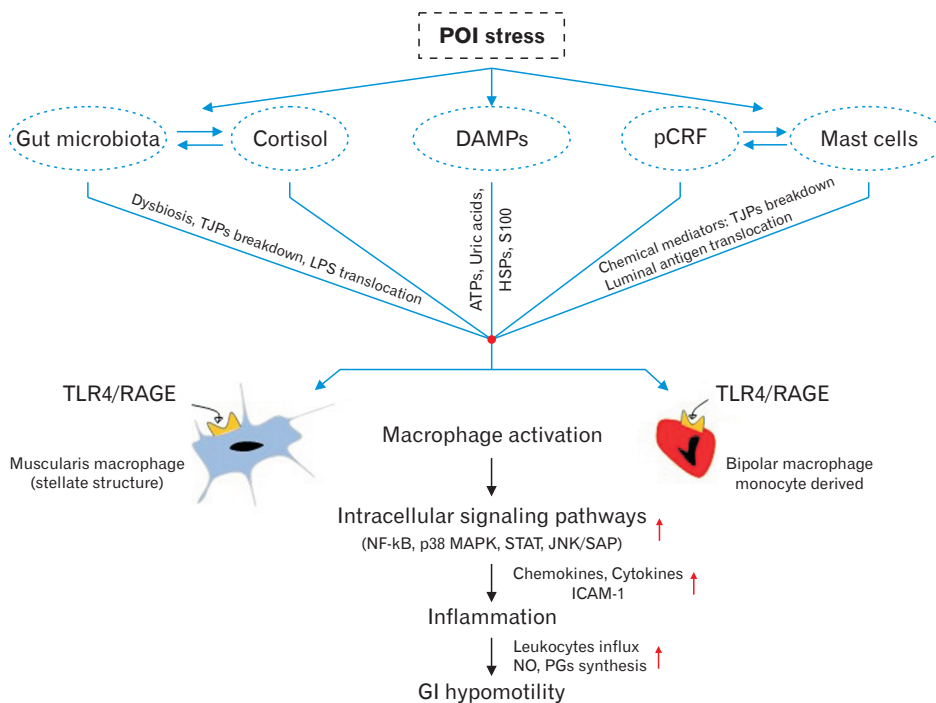 POI stress
Gut microbiota
Cortisol
DAMPs
pCRF
Mast cells
Dysbiosis, TJPs breakdown, LPS translocation
ATPs, Uric acids,
HSPs, S100
Chemical mediators: TJPs breakdown
Luminal antigen translocation
TLR4/RAGE
Muscularis macrophage
(stellate structure)
TLR4/RAGE
Bipolar macrophage
monocyte derived
Macrophage activation
Intracellular signaling pathways
(NF-kB, p38 MAPK, STAT, JNK/SAP)
Chemokines, Cytokines
ICAM-1
Inflammation
Leukocytes influx
NO, PGs synthesis
GI hypomotility